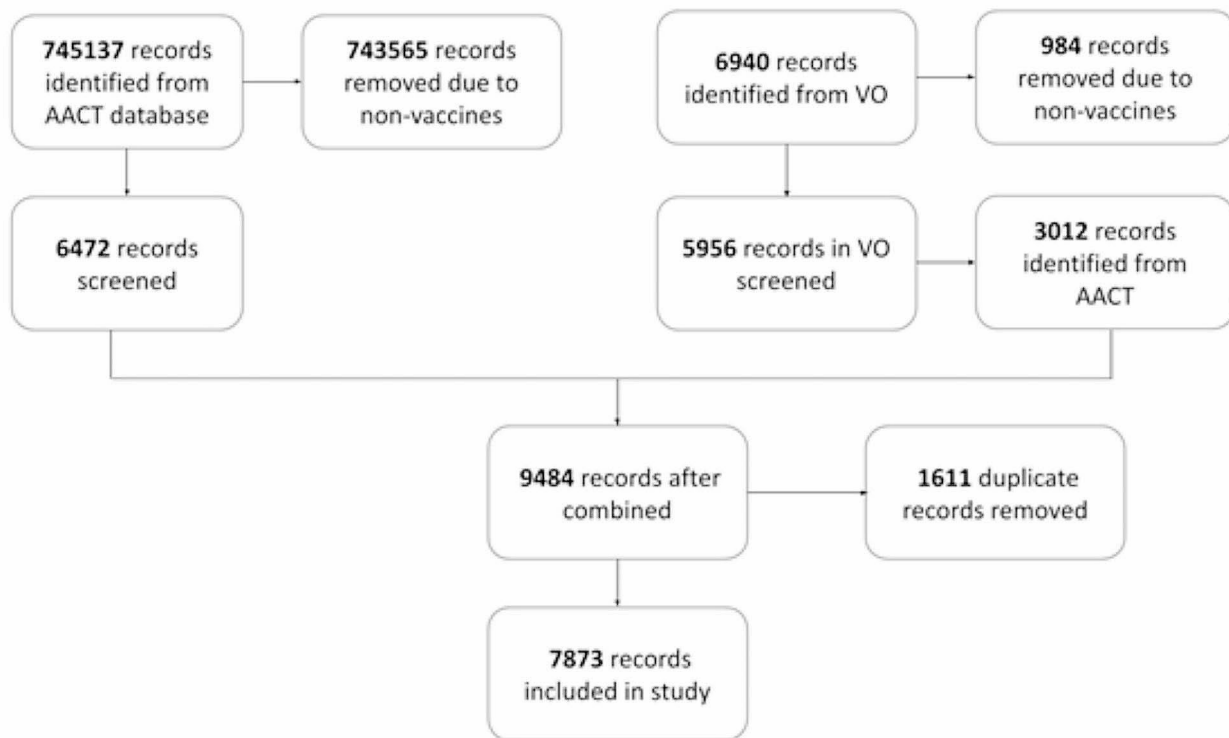 745137 records
identified from
AACT database
743565 records
removed due to
non-vaccines
6940 records
identified from VO
984 records
removed due to
non-vaccines
6472 records
screened
5956 records in VO
screened
3012 records
identified from
AACT
9484 records after
combined
1611 duplicate
records removed
7873 records
included in study